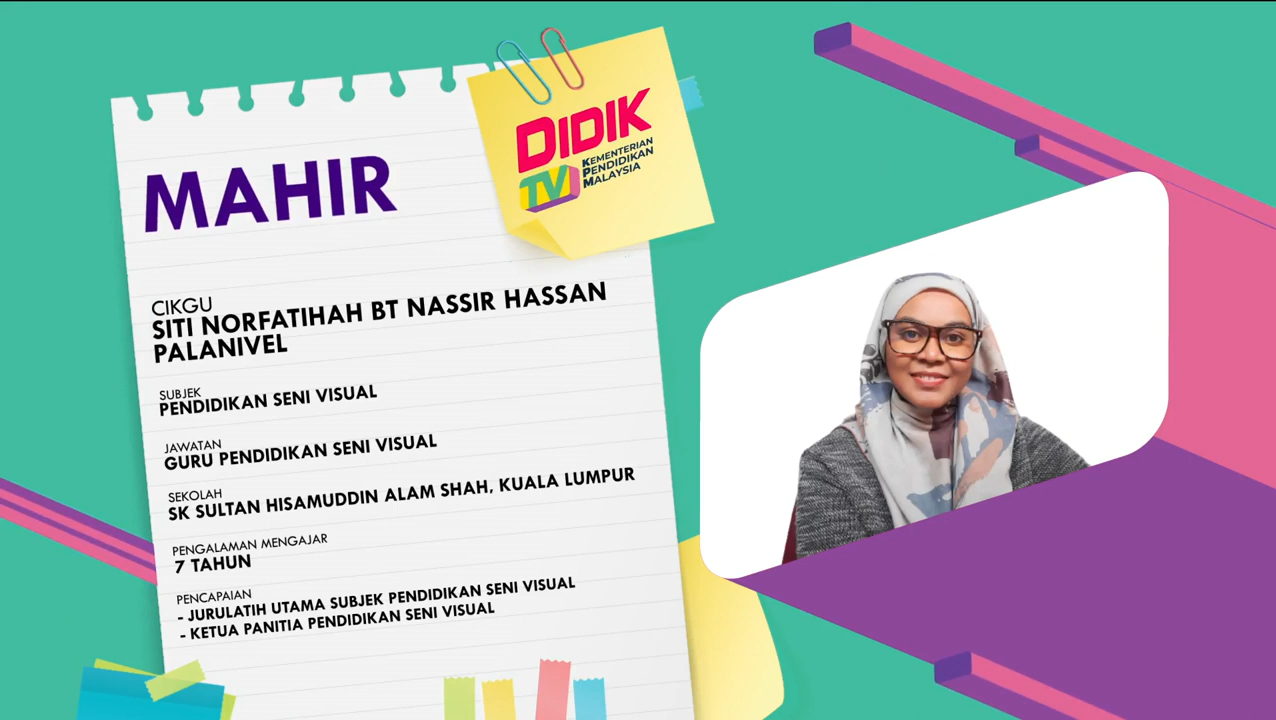 DIDIK
TV
KEMENTERIAN
PENDIDIKAN
MALAYSIA
MAHIR
CIKGU
SITI NORFATIHAH BT NASSIR HASSAN
PALANIVEL
SUBJEK
PENDIDIKAN SENI VISUAL
JAWATAN
GURU PENDIDIKAN SENI VISUAL
SEKOLAH
SK SULTAN HISAMUDDIN ALAM SHAH, KUALA LUMPUR
PENGALAMAN MENGAJAR
7 TAHUN
PENCAPAIAN
- JURULATIH UTAMA SUBJEK PENDIDIKAN SENI VISUAL
- KETUA PANITIA PENDIDIKAN SENI VISUAL